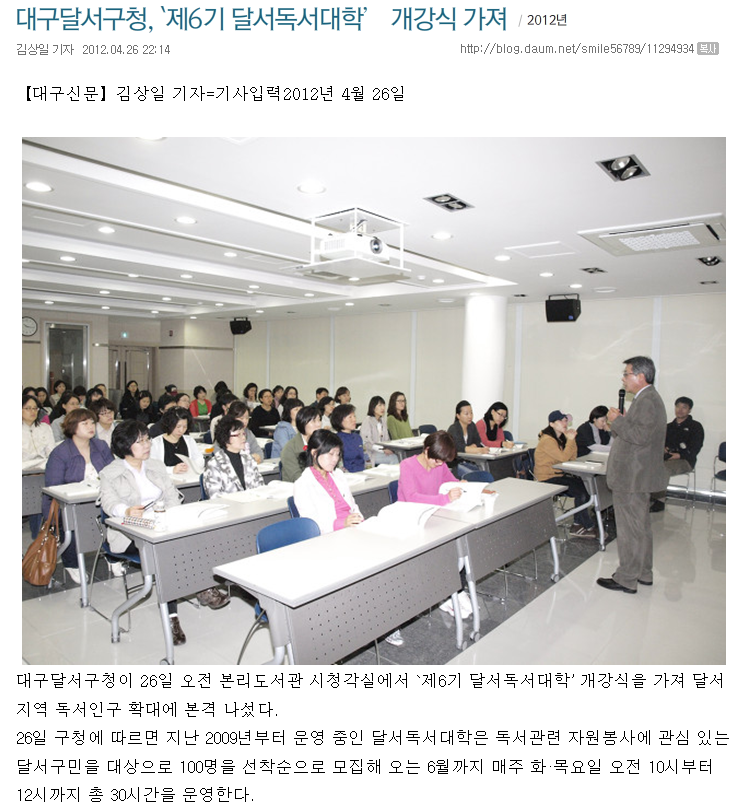 대구달서구청, `제6기 달서독서대학' 개강식 가져 / 2012년
김상일 기자 2012.04.26 22:14 http://blog.daum.net/smile56789/11294934 복사
【대구신문】김상일 기자=기사입력2012년 4월 26일
대구달서구청이 26일 오전 본리도서관 시청각실에서 `제6기 달서독서대학' 개강식을 가져 달서
지역 독서인구 확대에 본격 나섰다.
26일 구청에 따르면 지난 2009년부터 운영 중인 달서독서대학은 독서관련 자원봉사에 관심 있는
달서구민을 대상으로 100명을 선착순으로 모집해 오는 6월까지 매주 화·목요일 오전 10시부터
12시까지 총 30시간을 운영한다.